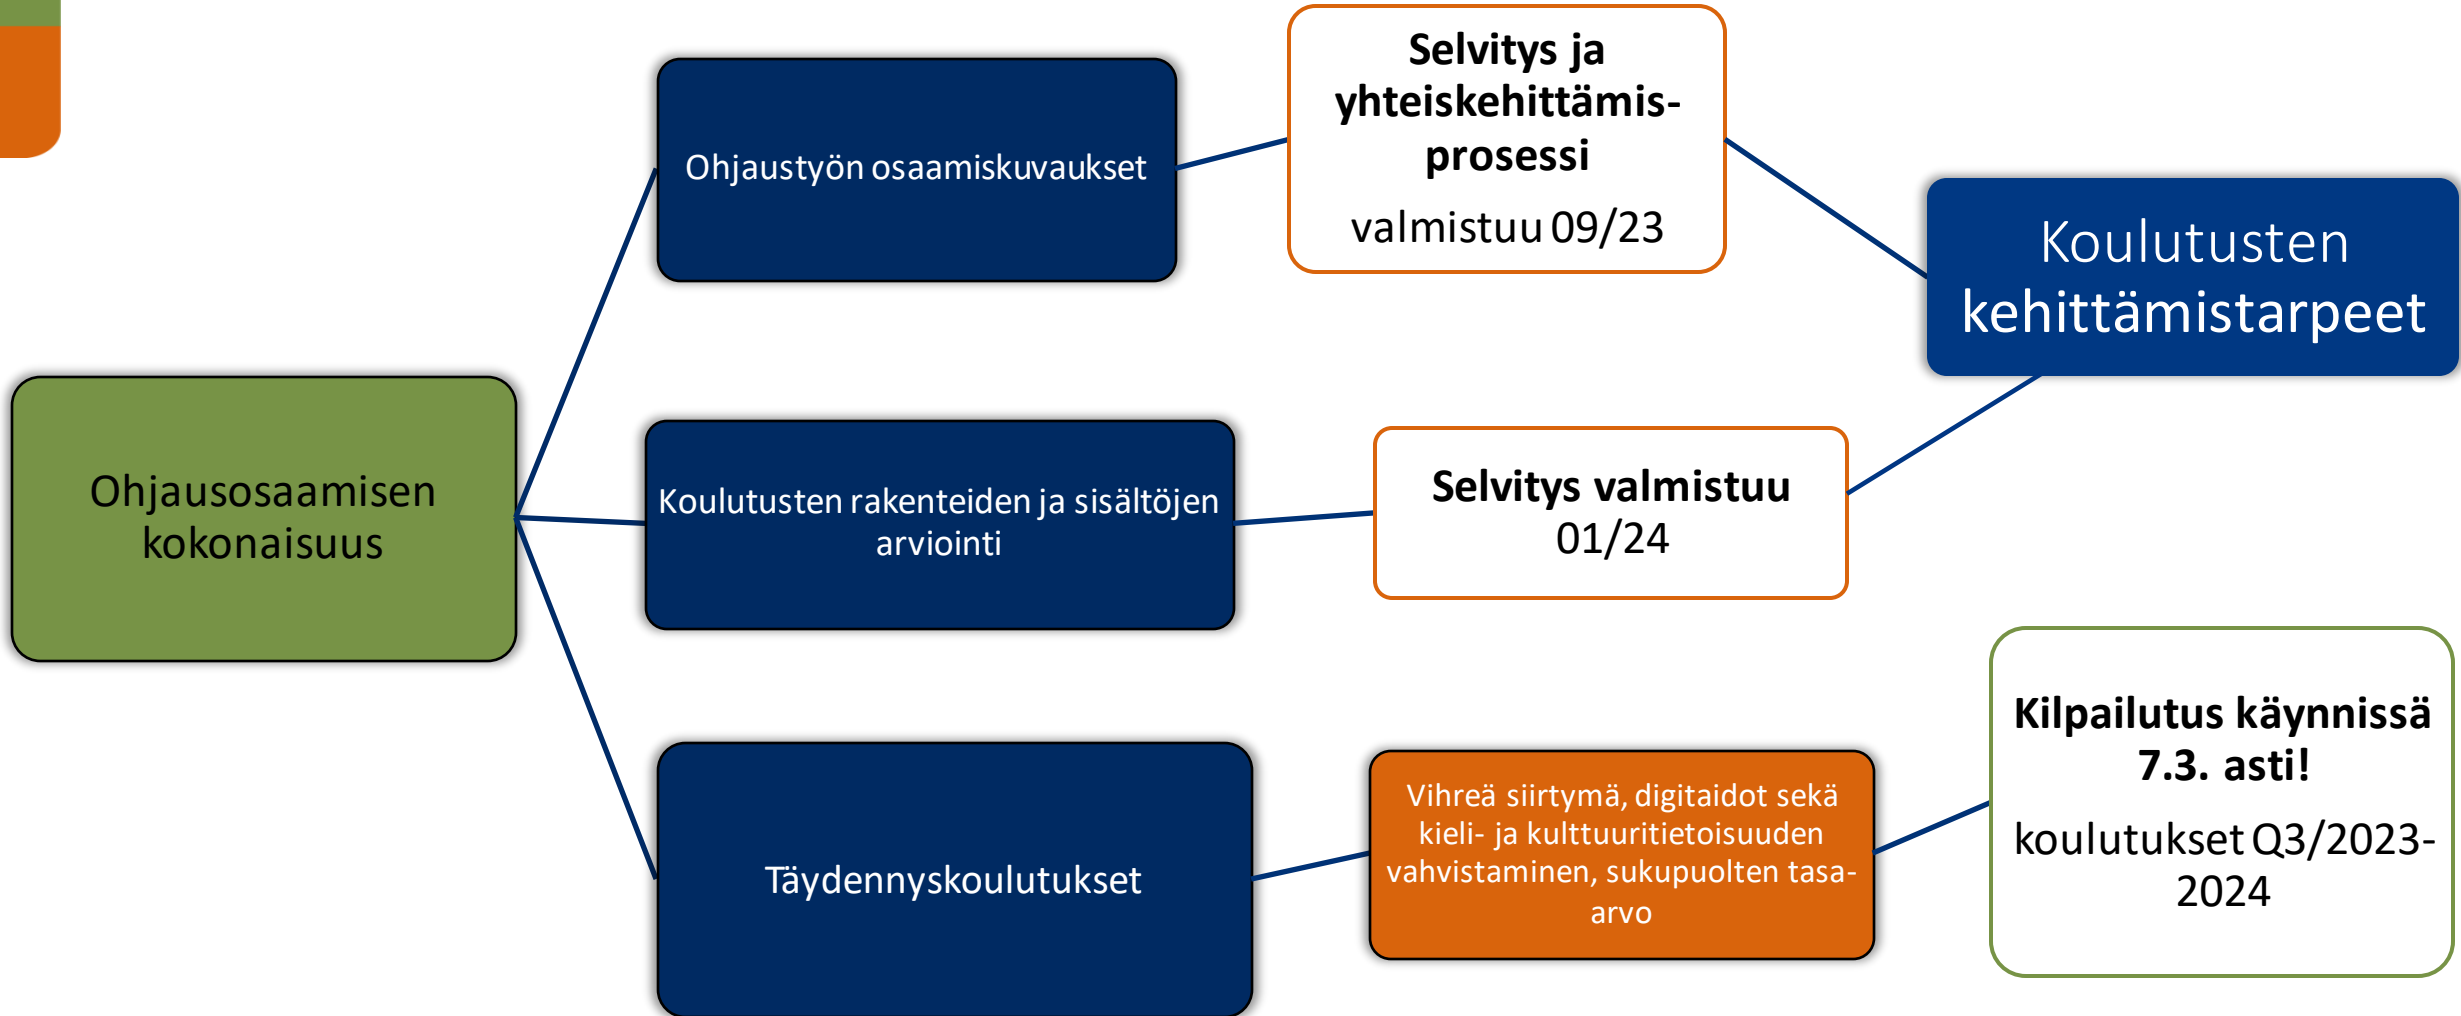 Ohjausosaamisen
kokonaisuus
Ohjaustyön osaamiskuvaukset
Selvitys ja
yhteiskehittämis-
prosessi
valmistuu 09/23
Koulutusten
kehittämistarpeet
Koulutusten rakenteiden ja sisältöjen
arviointi
Selvitys valmistuu
01/24
Täydennyskoulutukset
Vihreä siirtymä, digitaidot sekä
kieli- ja kulttuuritietoisuuden
vahvistaminen, sukupuolten tasa-
arvo
Kilpailutus käynnissä
7.3. asti!
koulutukset Q3/2023-
2024